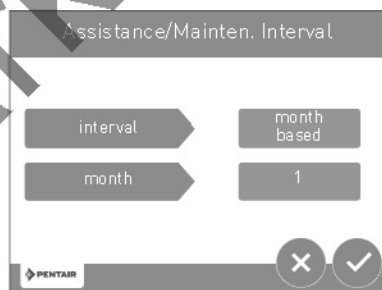 Assistance/Mainten. Interval
interval
month
based
month
1
PENTAIR